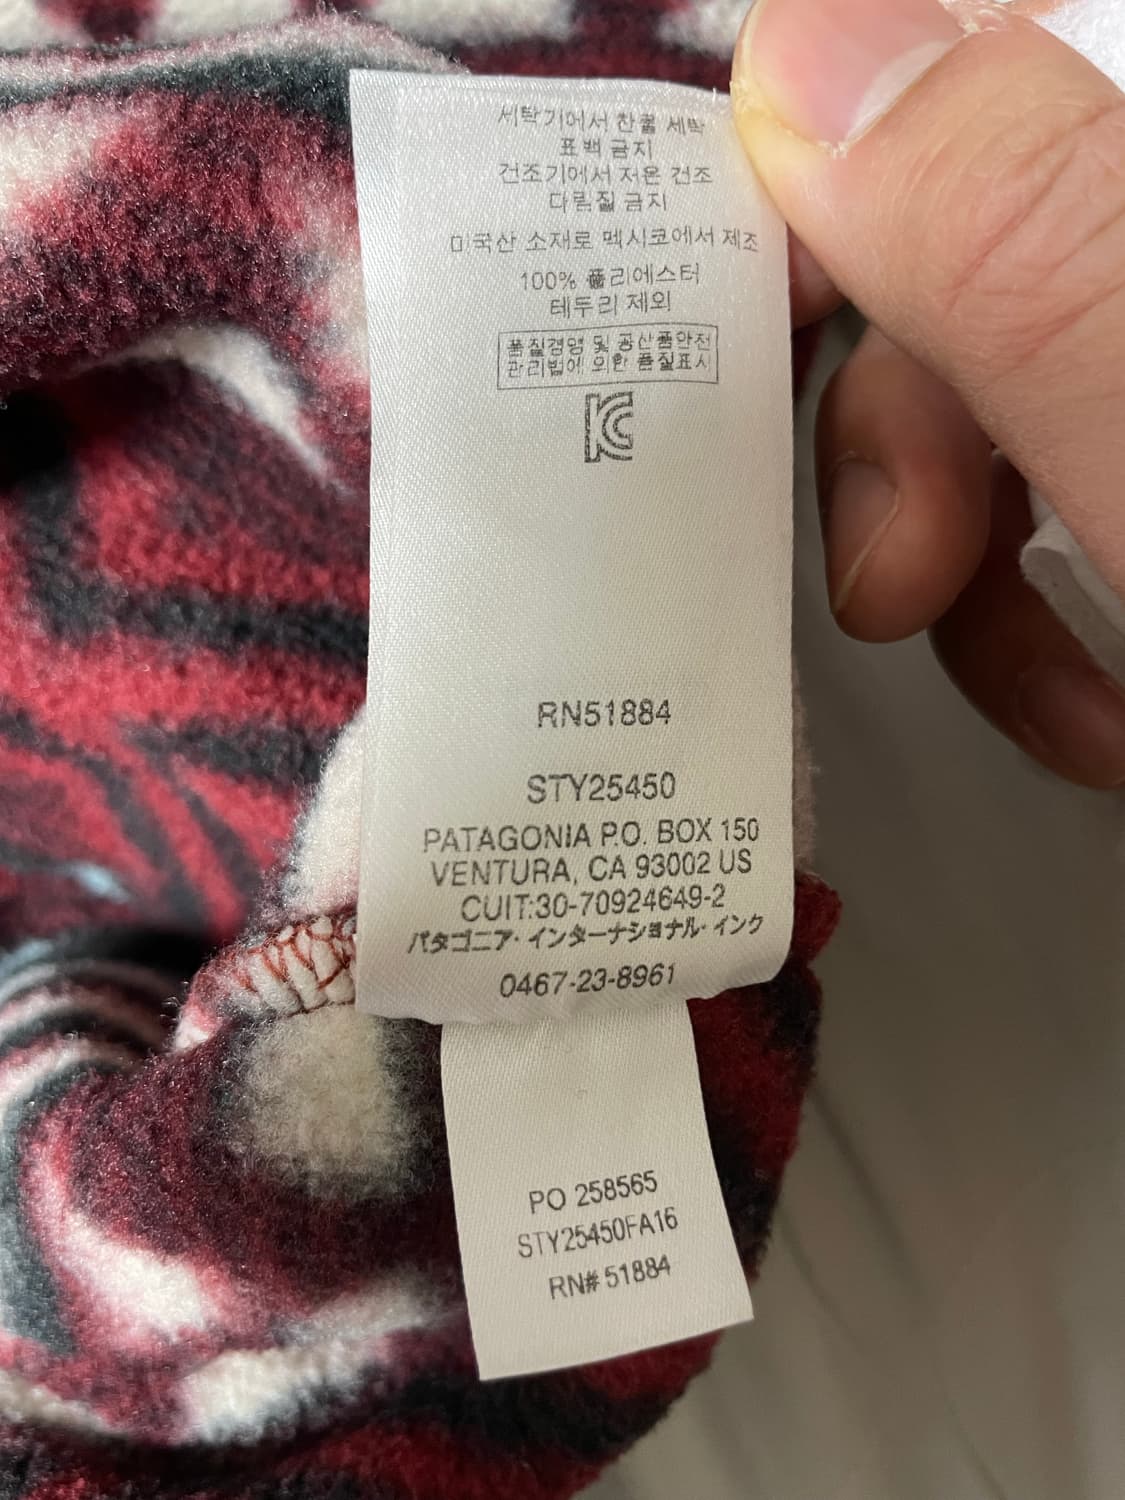 세탁기에서 찬물 세탁
표백 금지
건조기에서 저온 건조
다림질 금지
미국산 소재로 멕시코에서 제조
100% 폴리에스터
테두리 제외
품질경영 및 공산품안전
관리법에 의한 품질표시
KC
RN51884
STY25450
PATAGONIA P.O. BOX 150
VENTURA, CA 93002 US
CUIT:30-70924649-2
パタゴニア・インターナショナル・インク
0467-23-8961
PO 258565
STY25450FA16
RN# 51884